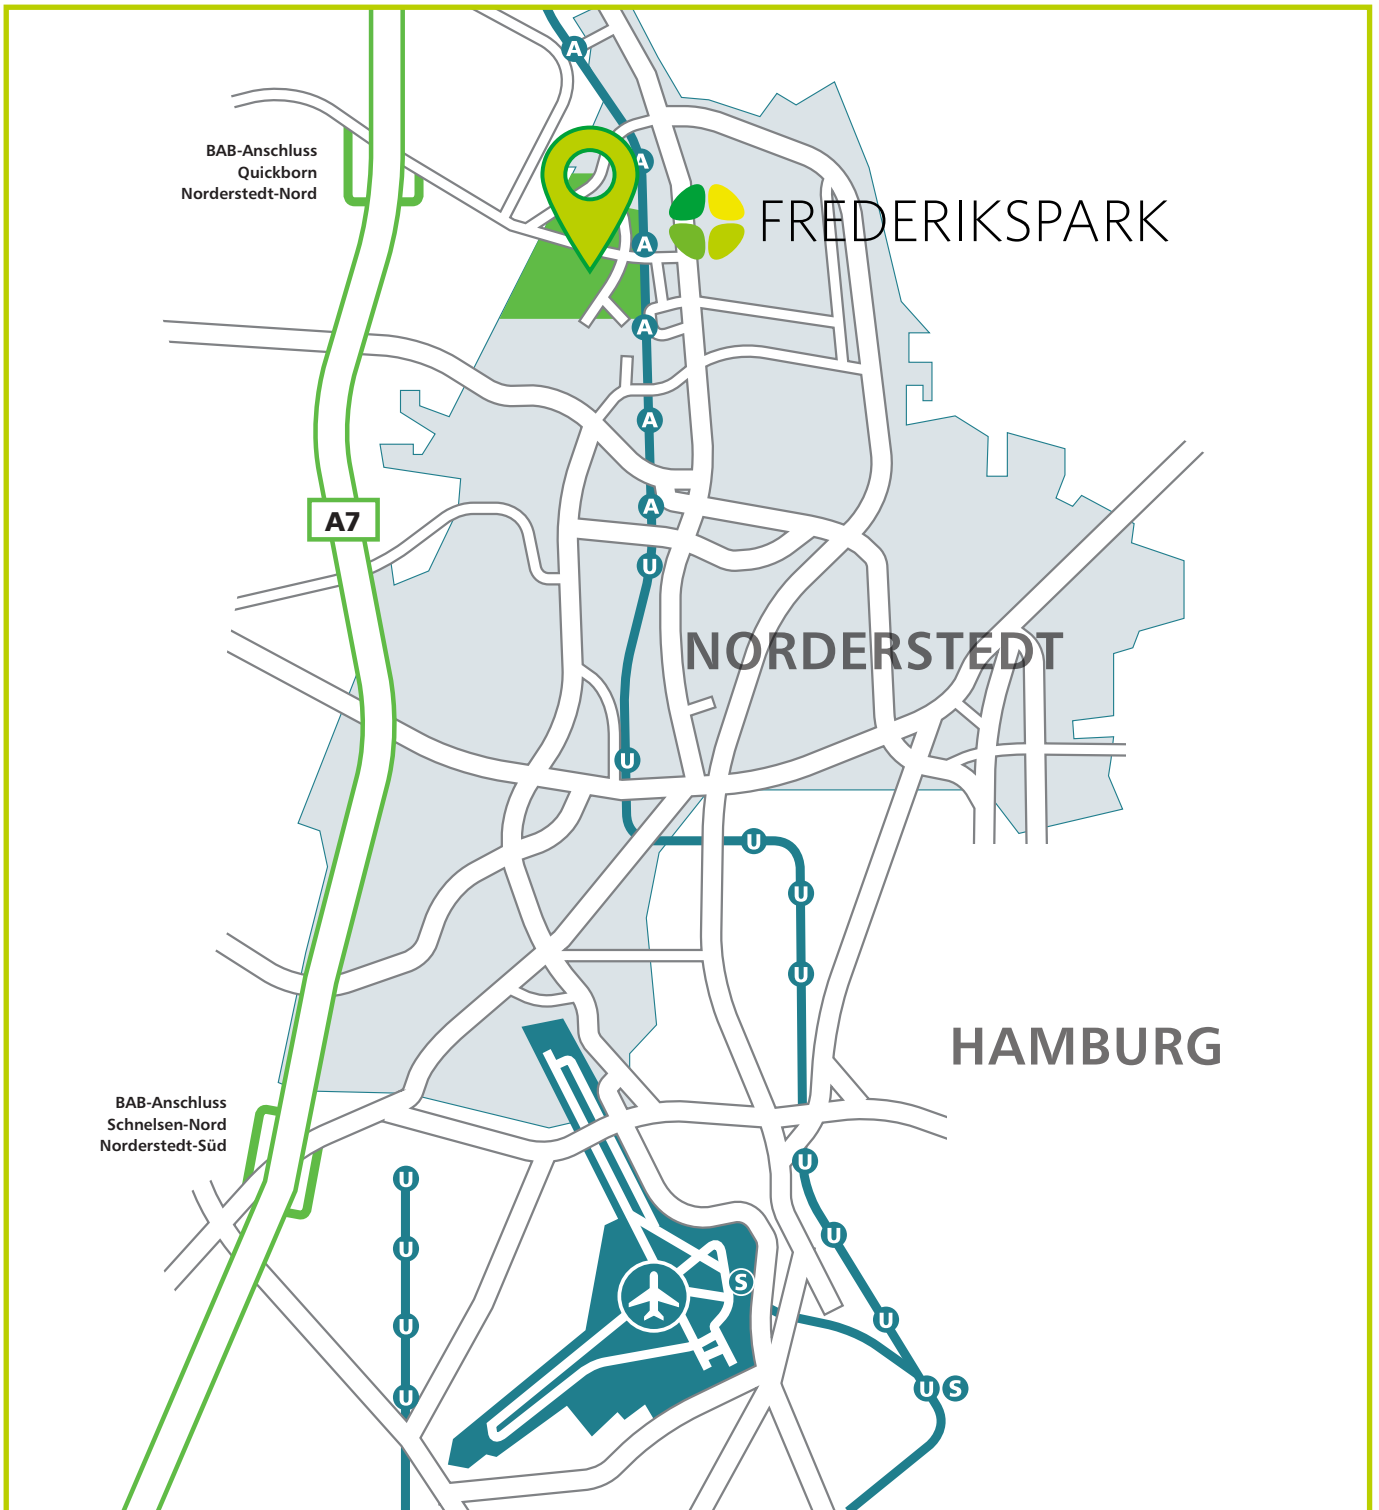 A
BAB-Anschluss
Quickborn
Norderstedt-Nord
A
FREDERIKSPARK
A
A
A
A7
A
U
NORDERSTEDT
U
U
U
U
HAMBURG
BAB-Anschluss
Schnelsen-Nord
Norderstedt-Süd
U
U
U
U
S
U
U
U
U S